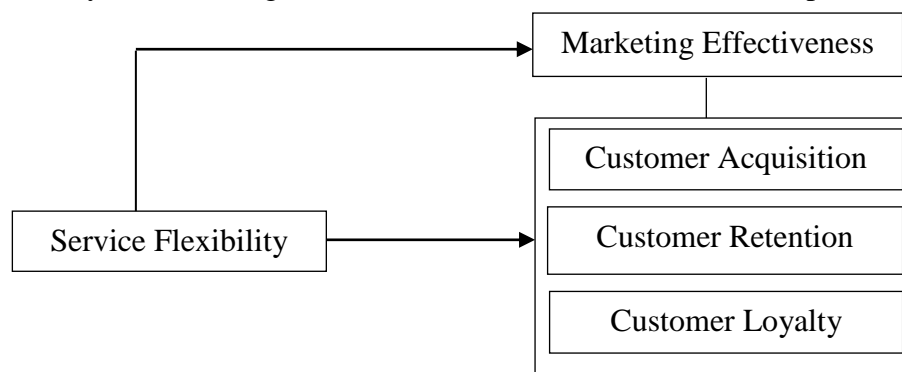 Marketing Effectiveness
Customer Acquisition
Service Flexibility
Customer Retention
Customer Loyalty